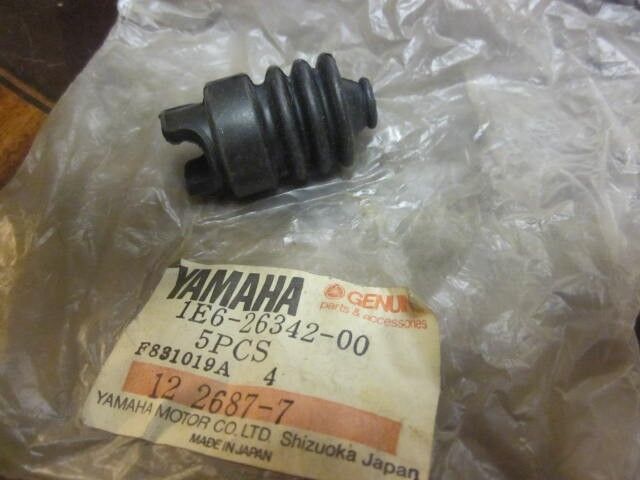 YAMAHA GENUI
parts & accessories
1E6-26342-00
5PCS
F831019A 4
12 2687-7
YAMAHA MOTOR CO.LTD. Shizuoka Japan
MADE IN JAPAN